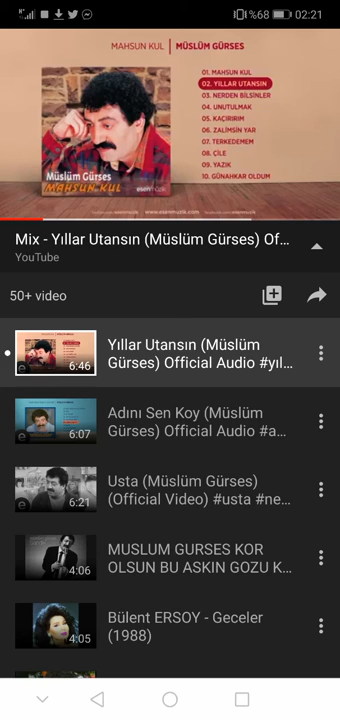 %68
02:21
MAHSUN KUL | MÜSLÜM GÜRSES
01. MAHSUN KUL
02. YILLAR UTANSIN
03. NERDEN BİLSİNLER
04. UNUTULMAK
05. KAÇIRIRIM
06. ZALİMSİN YAR
07. TERKEDEMEM
08. ÇİLE
09. YAZIK
10. GÜNAHKAR OLDUM
Müslüm Gürses
MAHSUN KUL
esenmüzik
www.esenmuzik.com
Mix - Yıllar Utansın (Müslüm Gürses) Of...
YouTube
50+ video
Yıllar Utansın (Müslüm
Gürses) Official Audio #yıl...
6:46
Adını Sen Koy (Müslüm
Gürses) Official Audio #a...
6:07
Usta (Müslüm Gürses)
(Official Video) #usta #ne...
6:21
MUSLUM GURSES KOR
OLSUN BU ASKIN GOZU K...
4:06
Bülent ERSOY - Geceler
(1988)
4:05